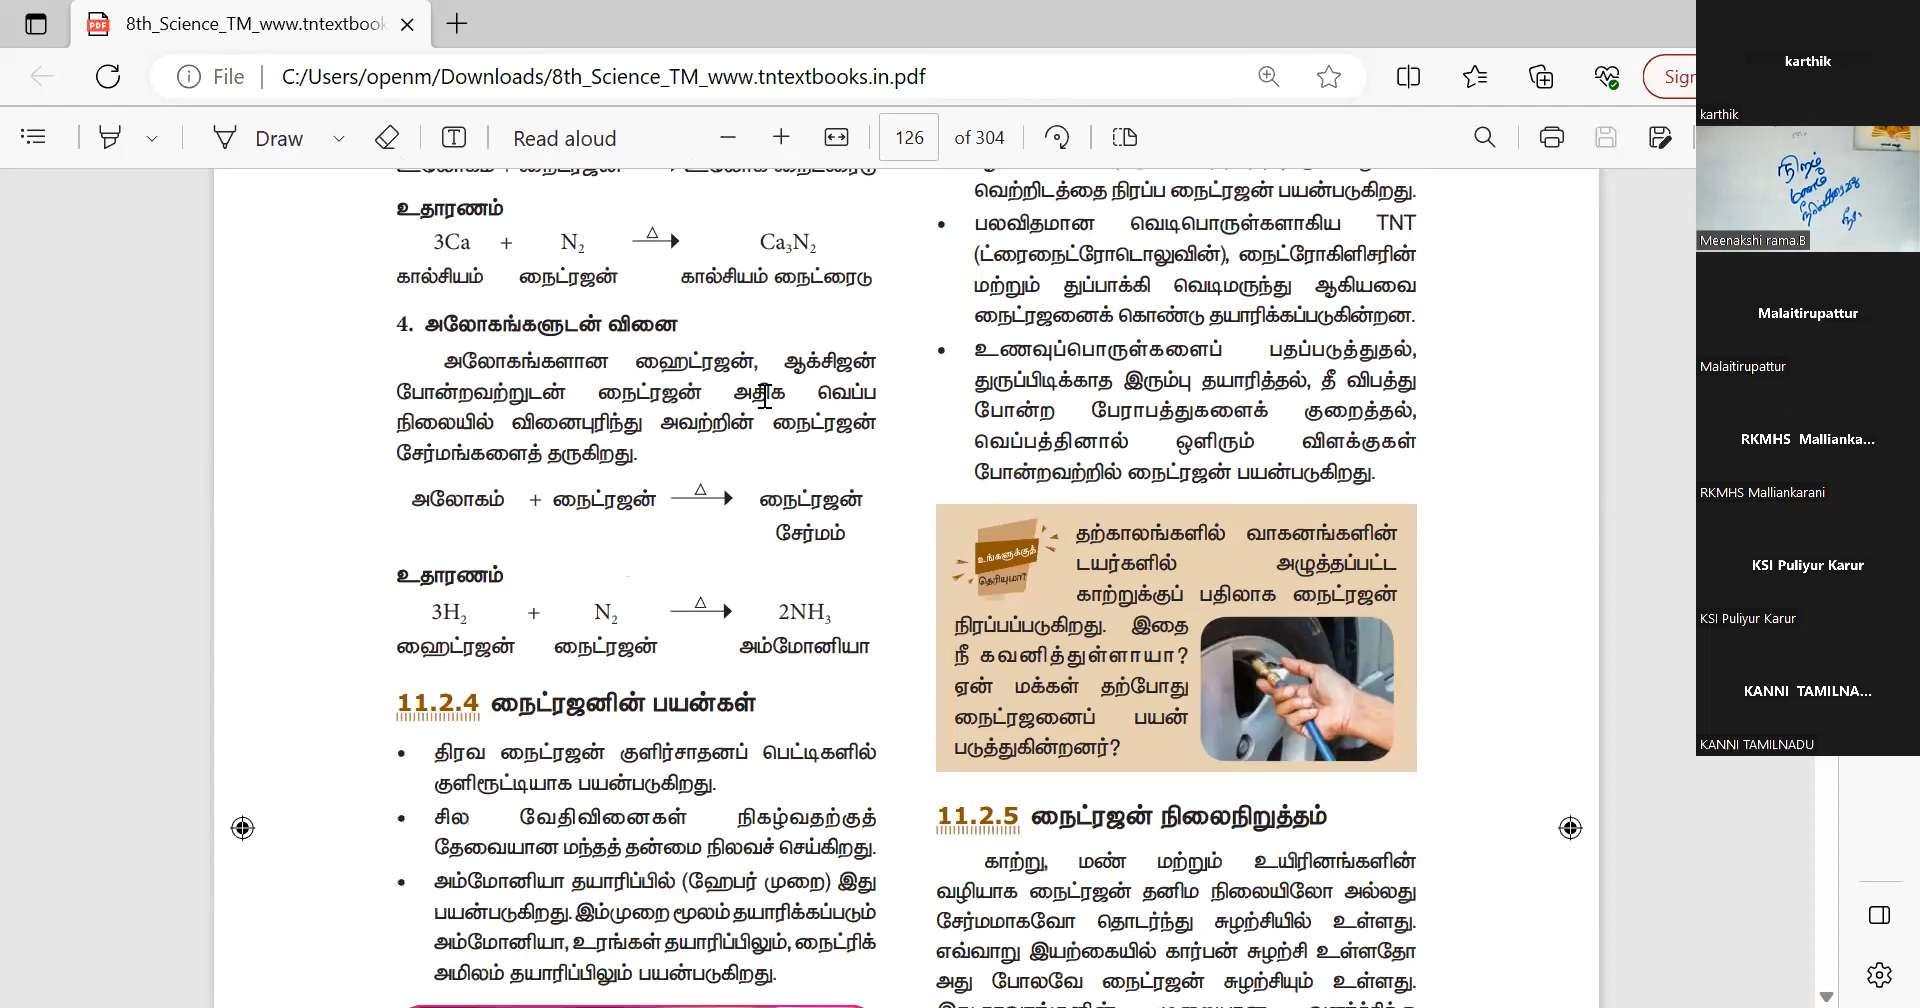 8th_Science_TM_www.tntextbook
File
C:/Users/openm/Downloads/8th_Science_TM_www.tntextbooks.in.pdf
Sign
Draw
Read aloud
126 of 304
உதாரணம்
3Ca + N₂ △→ Ca₃N₂
கால்சியம் நைட்ரஜன் கால்சியம் நைட்ரைடு
4. அலோகங்களுடன் வினை
அலோகங்களான ஹைட்ரஜன், ஆக்சிஜன்
போன்றவற்றுடன் நைட்ரஜன் அதிக வெப்ப
நிலையில் வினைபுரிந்து அவற்றின் நைட்ரஜன்
சேர்மங்களைத் தருகிறது.
அலோகம் + நைட்ரஜன் △→ நைட்ரஜன்
சேர்மம்
உதாரணம்
3H₂ + N₂ △→ 2NH₃
ஹைட்ரஜன் நைட்ரஜன் அம்மோனியா
11.2.4 நைட்ரஜனின் பயன்கள்
• திரவ நைட்ரஜன் குளிர்சாதனப் பெட்டிகளில்
குளிரூட்டியாக பயன்படுகிறது.
• சில வேதிவினைகள் நிகழ்வதற்குத்
தேவையான மந்தத் தன்மை நிலவச் செய்கிறது.
• அம்மோனியா தயாரிப்பில் (ஹேபர் முறை) இது
பயன்படுகிறது. இம்முறை மூலம் தயாரிக்கப்படும்
அம்மோனியா, உரங்கள் தயாரிப்பிலும், நைட்ரிக்
அமிலம் தயாரிப்பிலும் பயன்படுகிறது.
வெற்றிடத்தை நிரப்ப நைட்ரஜன் பயன்படுகிறது.
• பலவிதமான வெடிபொருள்களாகிய TNT
(ட்ரைநைட்ரோடொலுவின்), நைட்ரோகிளிசரின்
மற்றும் துப்பாக்கி வெடிமருந்து ஆகியவை
நைட்ரஜனைக் கொண்டு தயாரிக்கப்படுகின்றன.
• உணவுப்பொருள்களைப் பதப்படுத்துதல்,
துருப்பிடிக்காத இரும்பு தயாரித்தல், தீ விபத்து
போன்ற பேராபத்துகளைக் குறைத்தல்,
வெப்பத்தினால் ஒளிரும் விளக்குகள்
போன்றவற்றில் நைட்ரஜன் பயன்படுகிறது.
உங்களுக்குத்
தெரியுமா?
தற்காலங்களில் வாகனங்களின்
டயர்களில் அழுத்தப்பட்ட
காற்றுக்குப் பதிலாக நைட்ரஜன்
நிரப்பப்படுகிறது. இதை
நீ கவனித்துள்ளாயா?
ஏன் மக்கள் தற்போது
நைட்ரஜனைப் பயன்
படுத்துகின்றனர்?
11.2.5 நைட்ரஜன் நிலைநிறுத்தம்
காற்று, மண் மற்றும் உயிரினங்களின்
வழியாக நைட்ரஜன் தனிம நிலையிலோ அல்லது
சேர்மமாகவோ தொடர்ந்து சுழற்சியில் உள்ளது.
எவ்வாறு இயற்கையில் கார்பன் சுழற்சி உள்ளதோ
அது போலவே நைட்ரஜன் சுழற்சியும் உள்ளது.
karthik
karthik
நிறம்
மணம்
Meenakshi rama.B
Malaitirupattur
Malaitirupattur
RKMHS Mallianka...
RKMHS Malliankarani
KSI Puliyur Karur
KSI Puliyur Karur
KANNI TAMILNA...
KANNI TAMILNADU